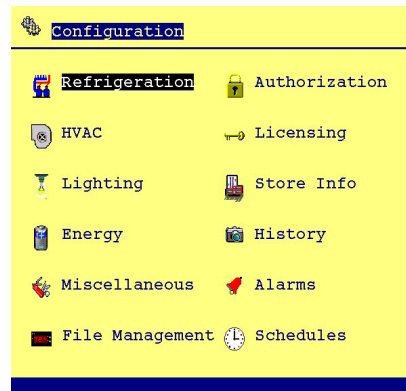 Configuration
Refrigeration Authorization
HVAC Licensing
Lighting Store Info
Energy History
Miscellaneous Alarms
File Management Schedules